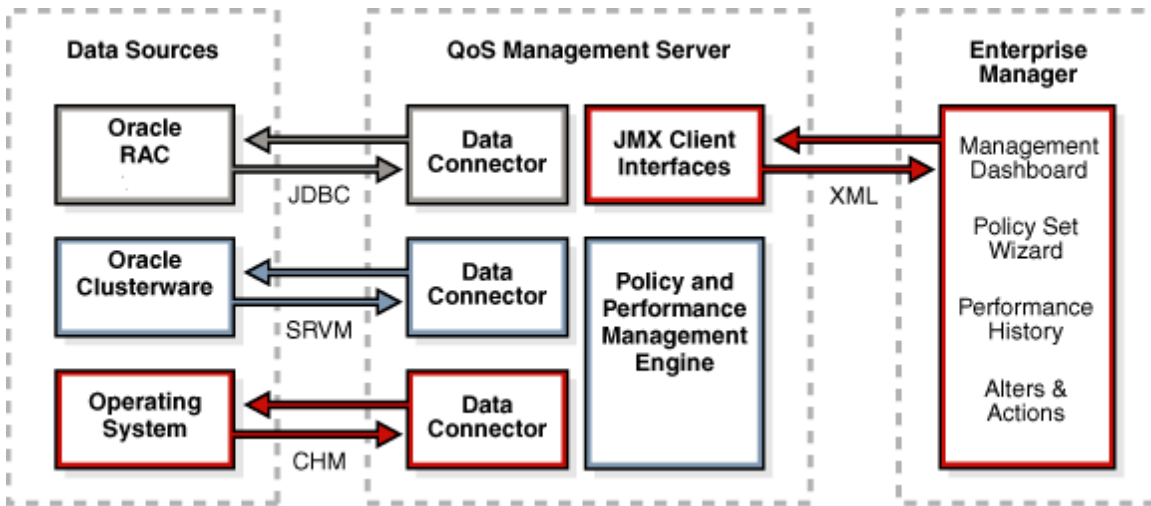 Data Sources
QoS Management Server
Enterprise
Manager
Oracle
RAC
JDBC
Data
Connector
JMX Client
Interfaces
XML
Management
Dashboard
Policy Set
Wizard
Performance
History
Alters &
Actions
Oracle
Clusterware
SRVM
Data
Connector
Policy and
Performance
Management
Engine
Operating
System
CHM
Data
Connector